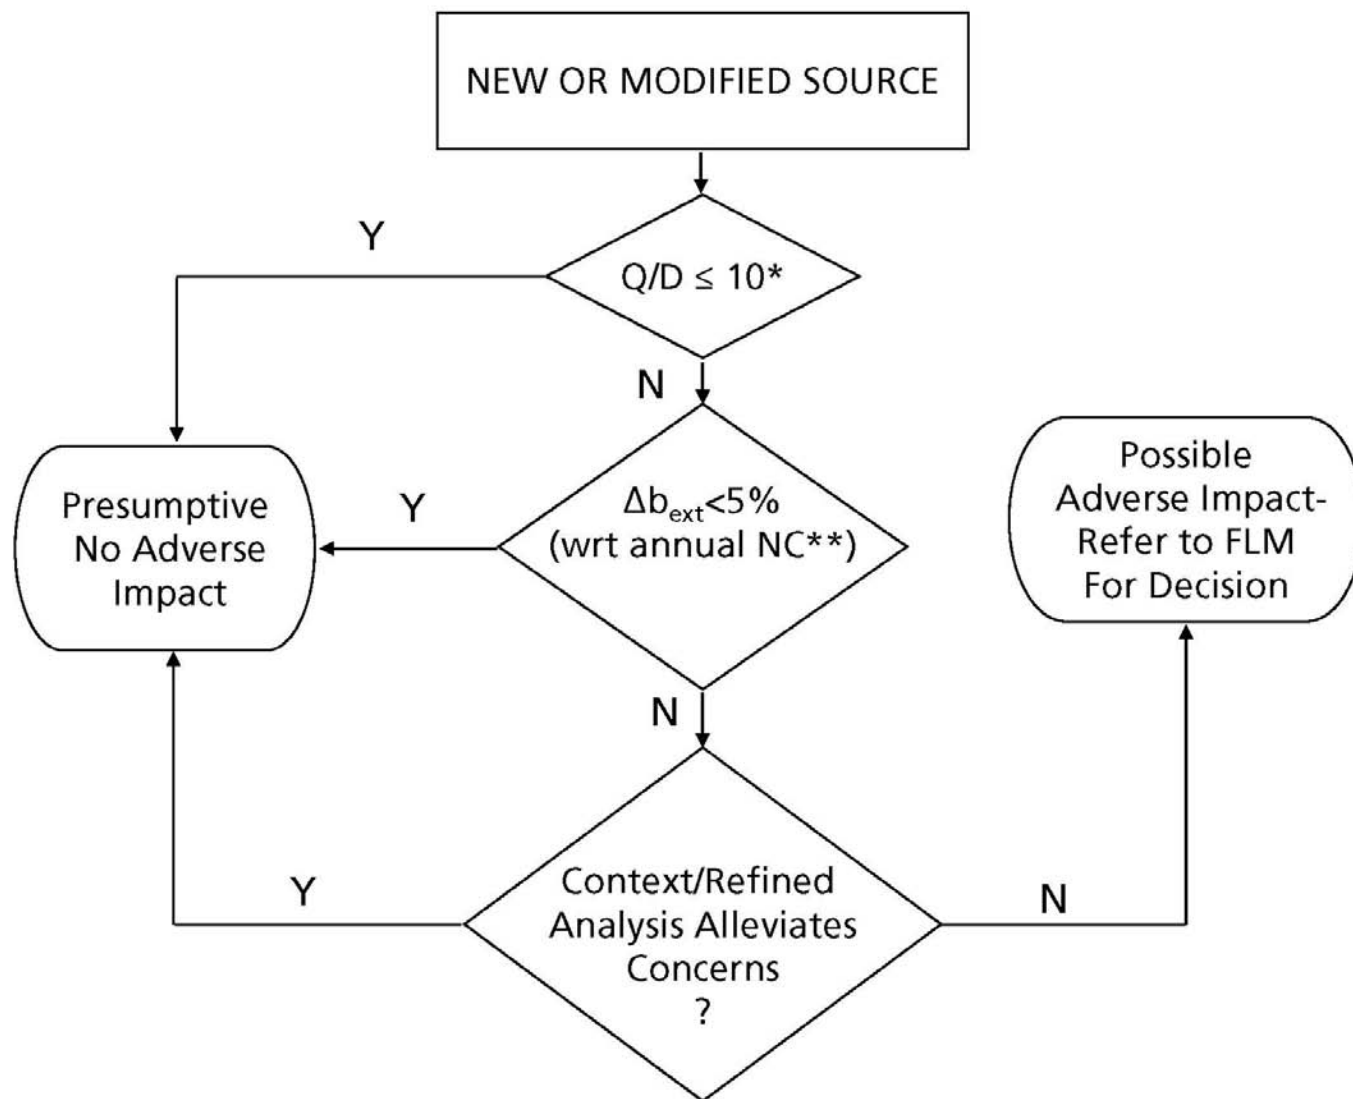 NEW OR MODIFIED SOURCE
Y
Q/D ≤ 10*
N
Presumptive
No Adverse
Impact
Y
Δb_ext<5%
(wrt annual NC**)
Possible
Adverse Impact-
Refer to FLM
For Decision
N
Y
Context/Refined
Analysis Alleviates
Concerns
?
N